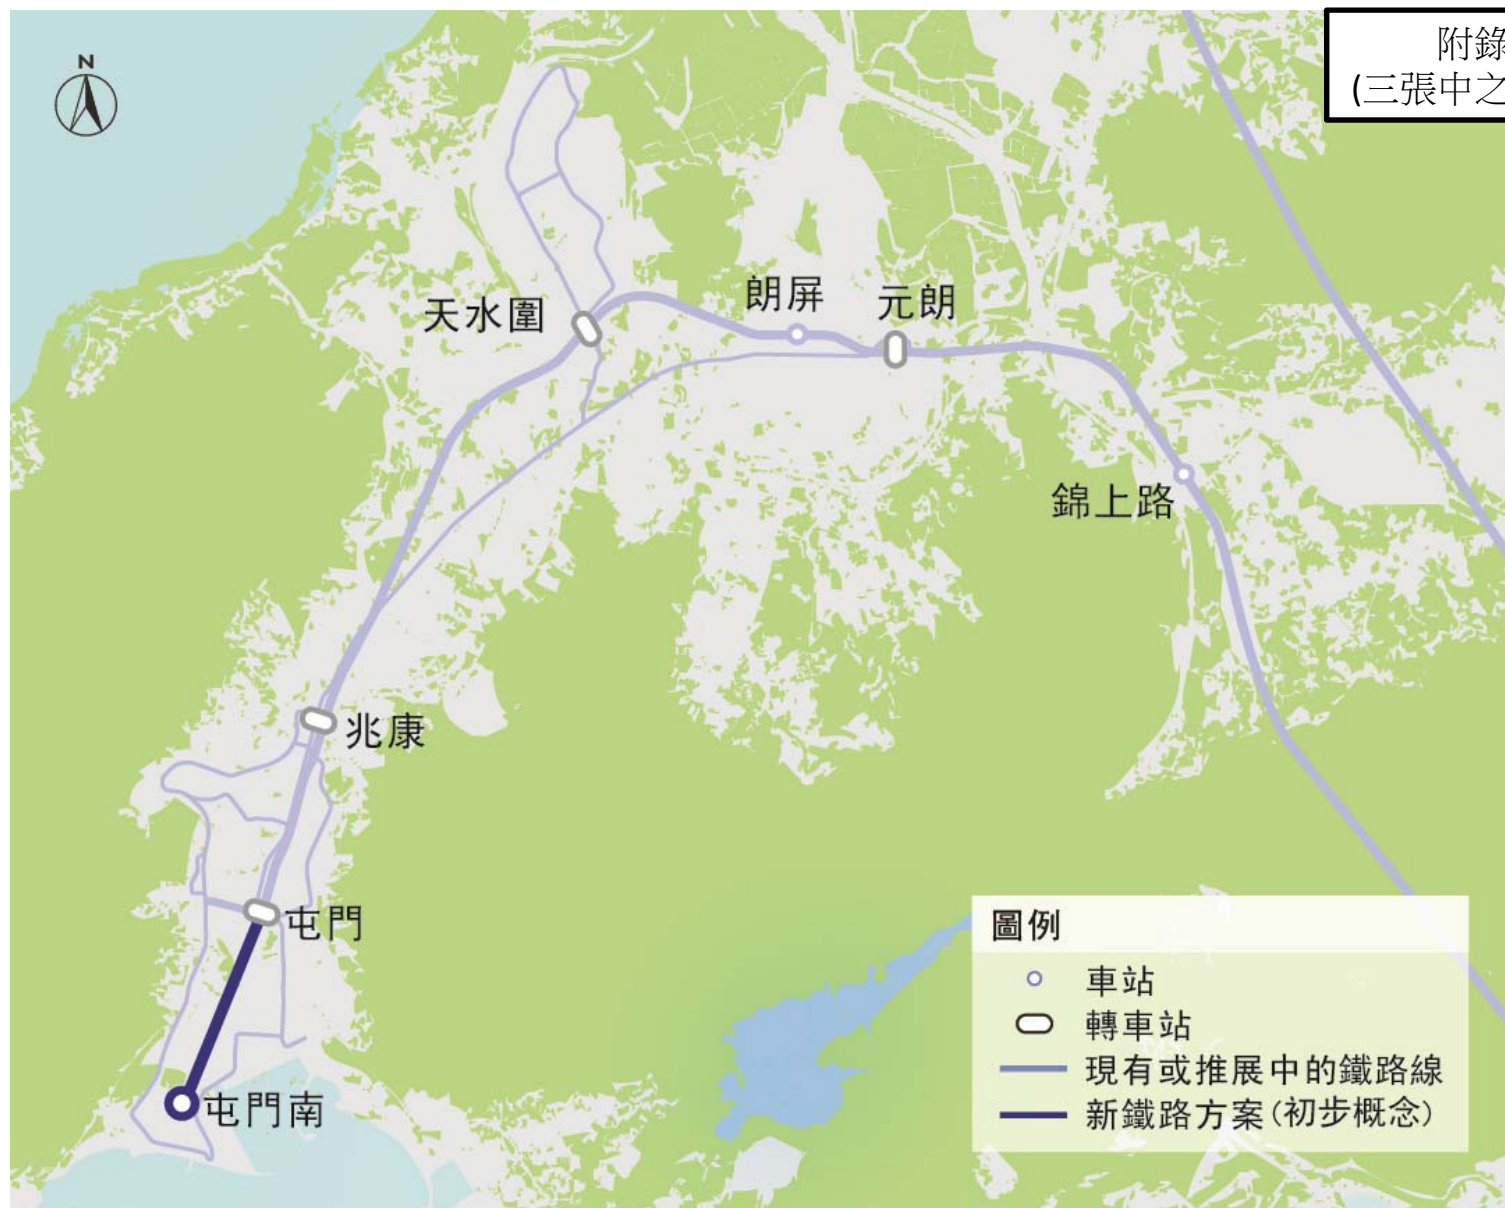 N
附錄
(三張中之
朗屏
元朗
天水圍
錦上路
兆康
屯門
屯門南
圖例
車站
轉車站
現有或推展中的鐵路線
新鐵路方案(初步概念)